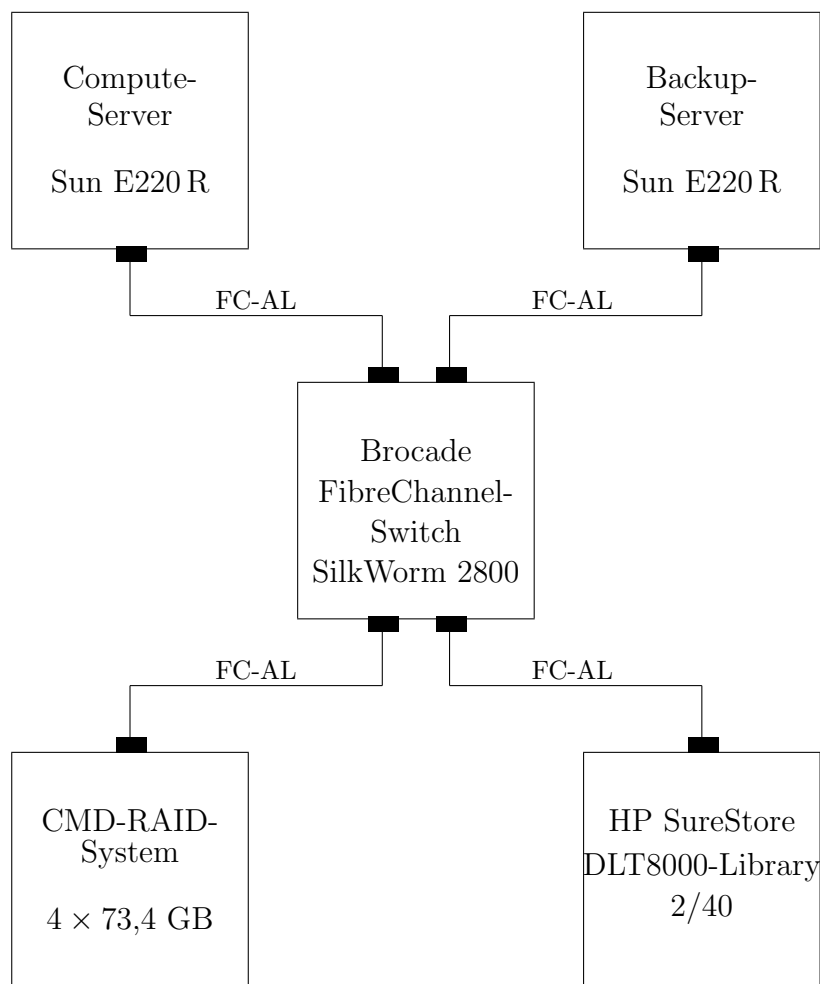 Compute-
Server
Sun E220 R
Backup-
Server
Sun E220 R
FC-AL
FC-AL
Brocade
FibreChannel-
Switch
SilkWorm 2800
FC-AL
FC-AL
CMD-RAID-
System
4 × 73,4 GB
HP SureStore
DLT8000-Library
2/40